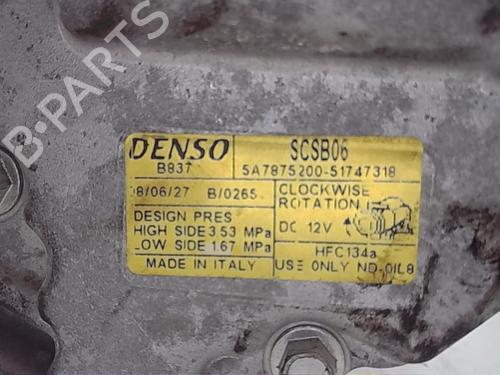 B-PARTS
DENSO
B837
SCSB06
5A7875200-51747318
08/06/27 B/0265
CLOCKWISE
ROTATION
DESIGN PRES
HIGH SIDE 3.53 MPa
LOW SIDE 1.67 MPa
DC 12V
HFC134a
MADE IN ITALY
USE ONLY ND-OIL8